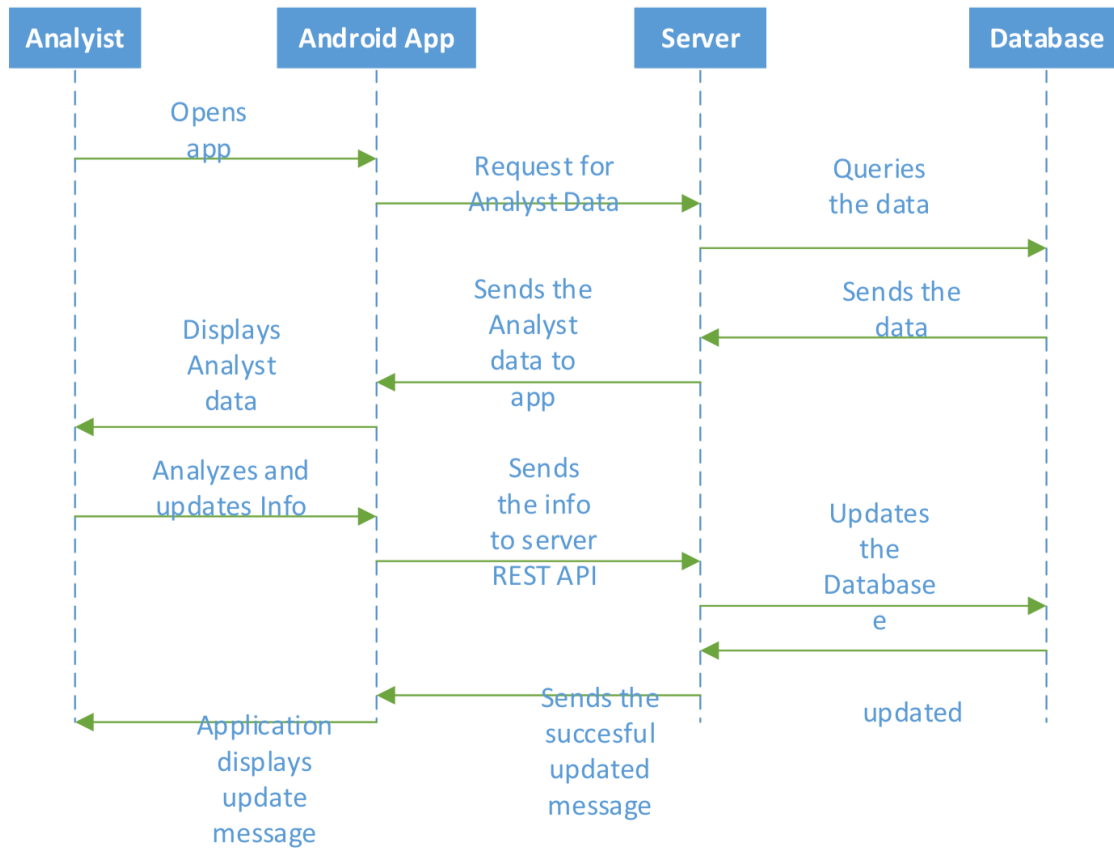 Analyist
Android App
Server
Database
Opens
app
Request for
Analyst Data
Queries
the data
Sends the
data
Sends the
Analyst
data to
app
Displays
Analyst
data
Analyzes and
updates Info
Sends
the info
to server
REST API
Updates
the
Database
e
updated
Sends the
succesful
updated
message
Application
displays
update
message